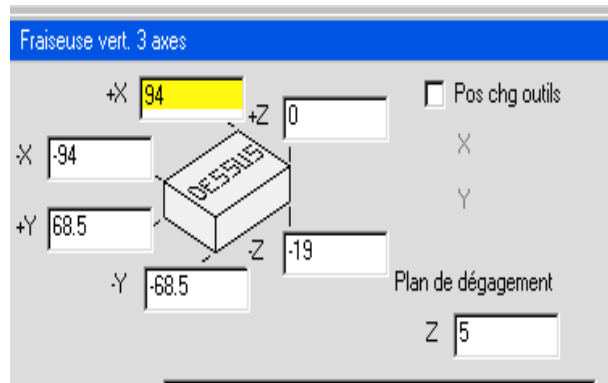 Fraiseuse vert. 3 axes
+X 94
+Z 0
Pos chg outils
-X -94
X
DESSUS
Y
+Y 68.5
-Z -19
-Y -68.5
Plan de dégagement
Z 5